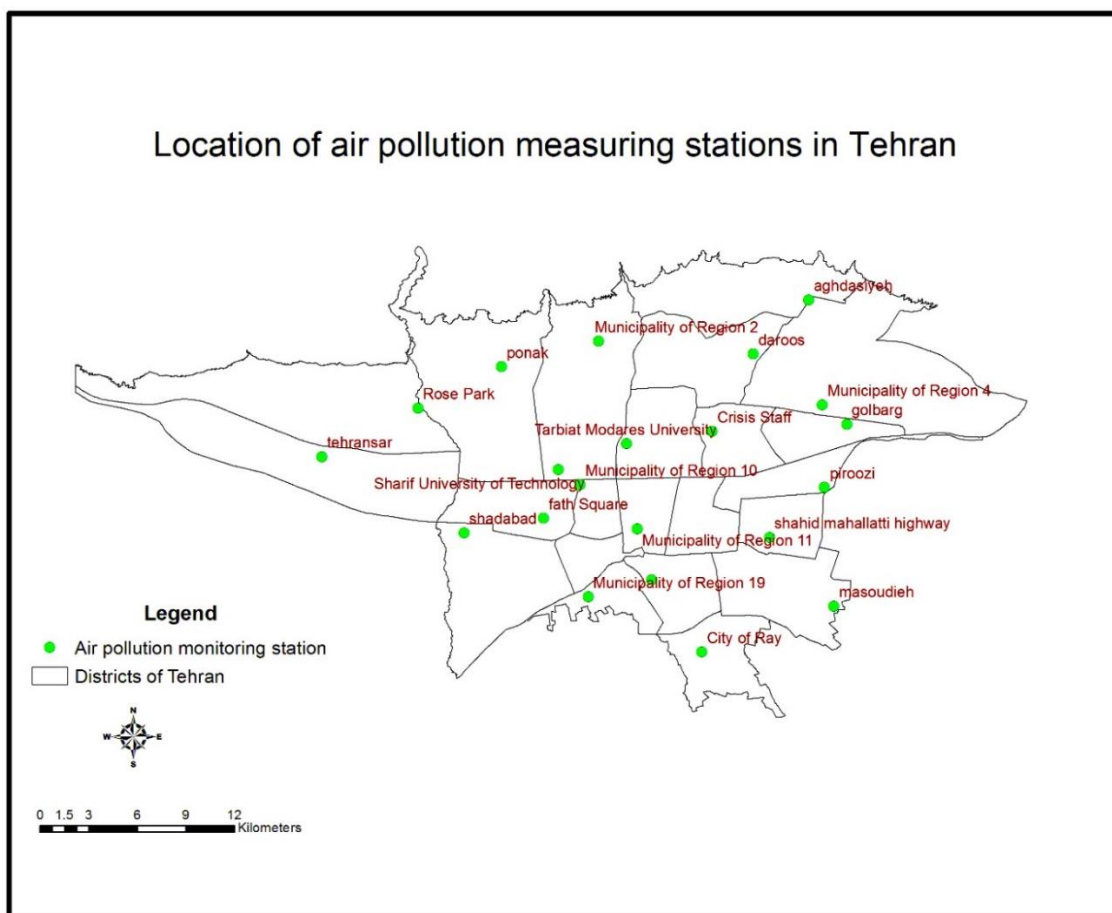 Location of air pollution measuring stations in Tehran
aghdasiyeh
Municipality of Region 2
daroos
ponak
Rose Park
Municipality of Region 4
golbarg
Crisis Staff
Tarbiat Modares University
tehransar
Municipality of Region 10
piroozi
Sharif University of Technology
fath Square
shadabad
shahid mahallatti highway
Municipality of Region 11
Municipality of Region 19
masoudieh
City of Ray
Legend
Air pollution monitoring station
Districts of Tehran
N
W E
S
0 1.5 3 6 9 12
Kilometers